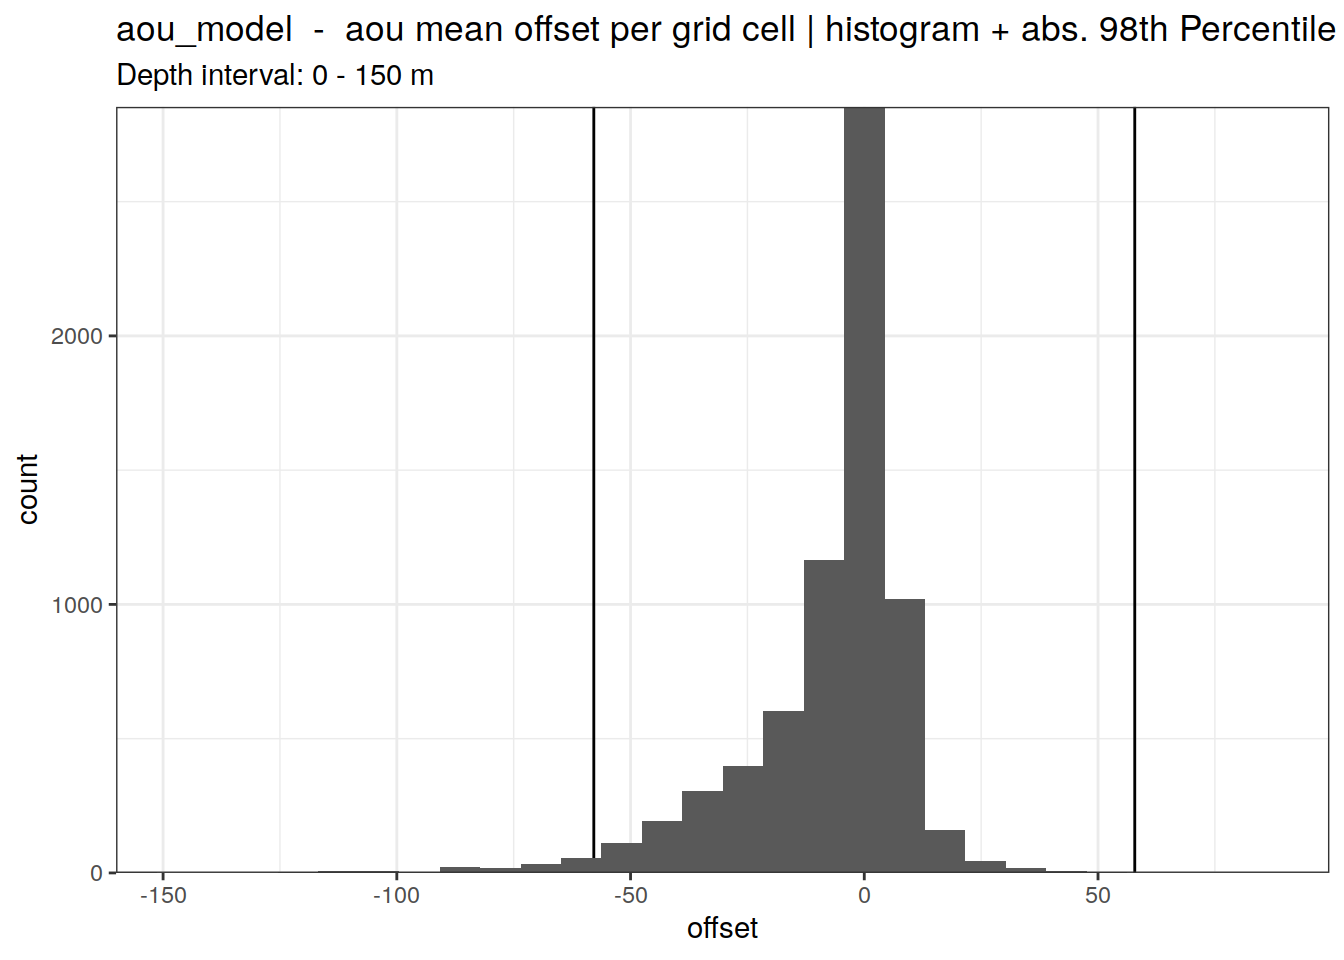 aou_model  -  aou mean offset per grid cell | histogram + abs. 98th Percentile
Depth interval: 0 - 150 m
2000
1000
0
count
-150
-100
-50
0
50
offset